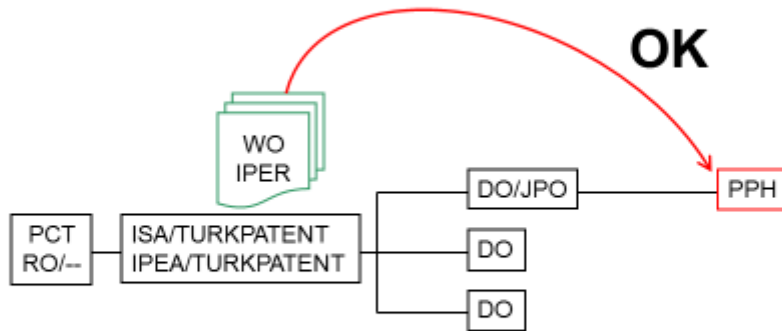 OK
WO
IPER
DO/JPO
PPH
PCT
RO/--
ISA/TURKPATENT
IPEA/TURKPATENT
DO
DO